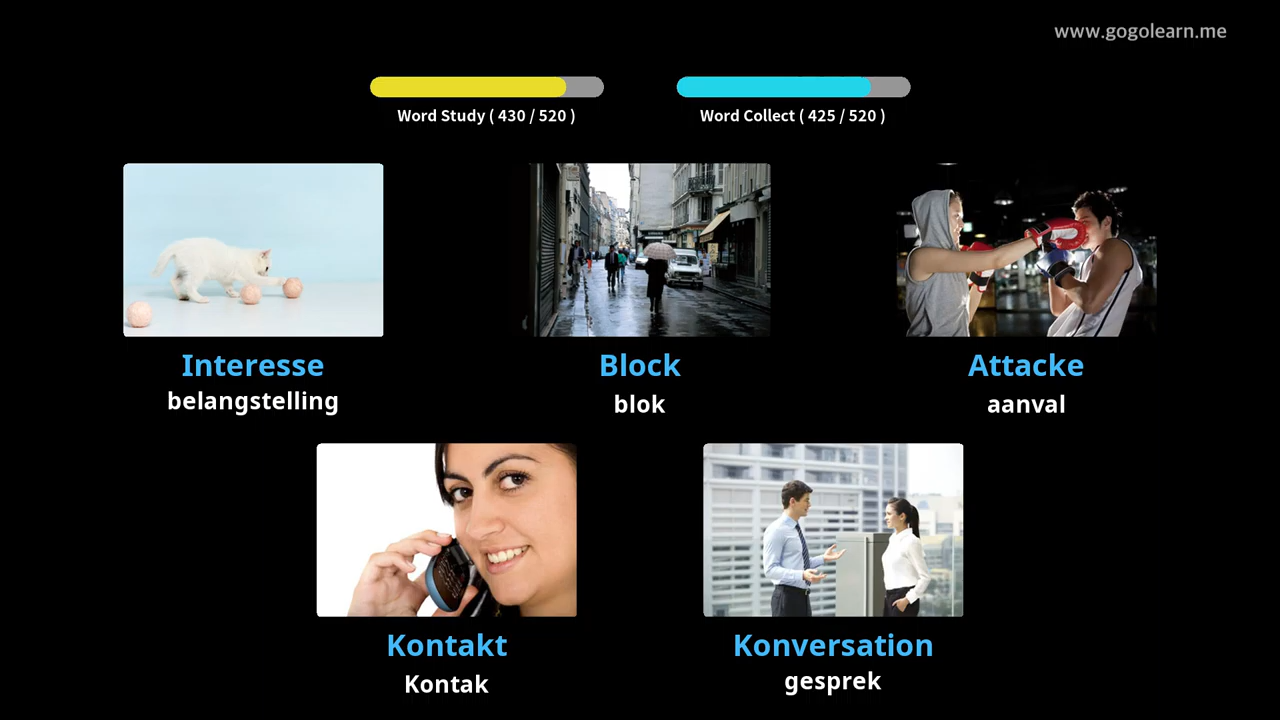 www.gogolearn.me
Word Study ( 430 / 520 )
Word Collect ( 425 / 520 )
Interesse
belangstelling
Block
blok
Attacke
aanval
Kontakt
Kontak
Konversation
gesprek